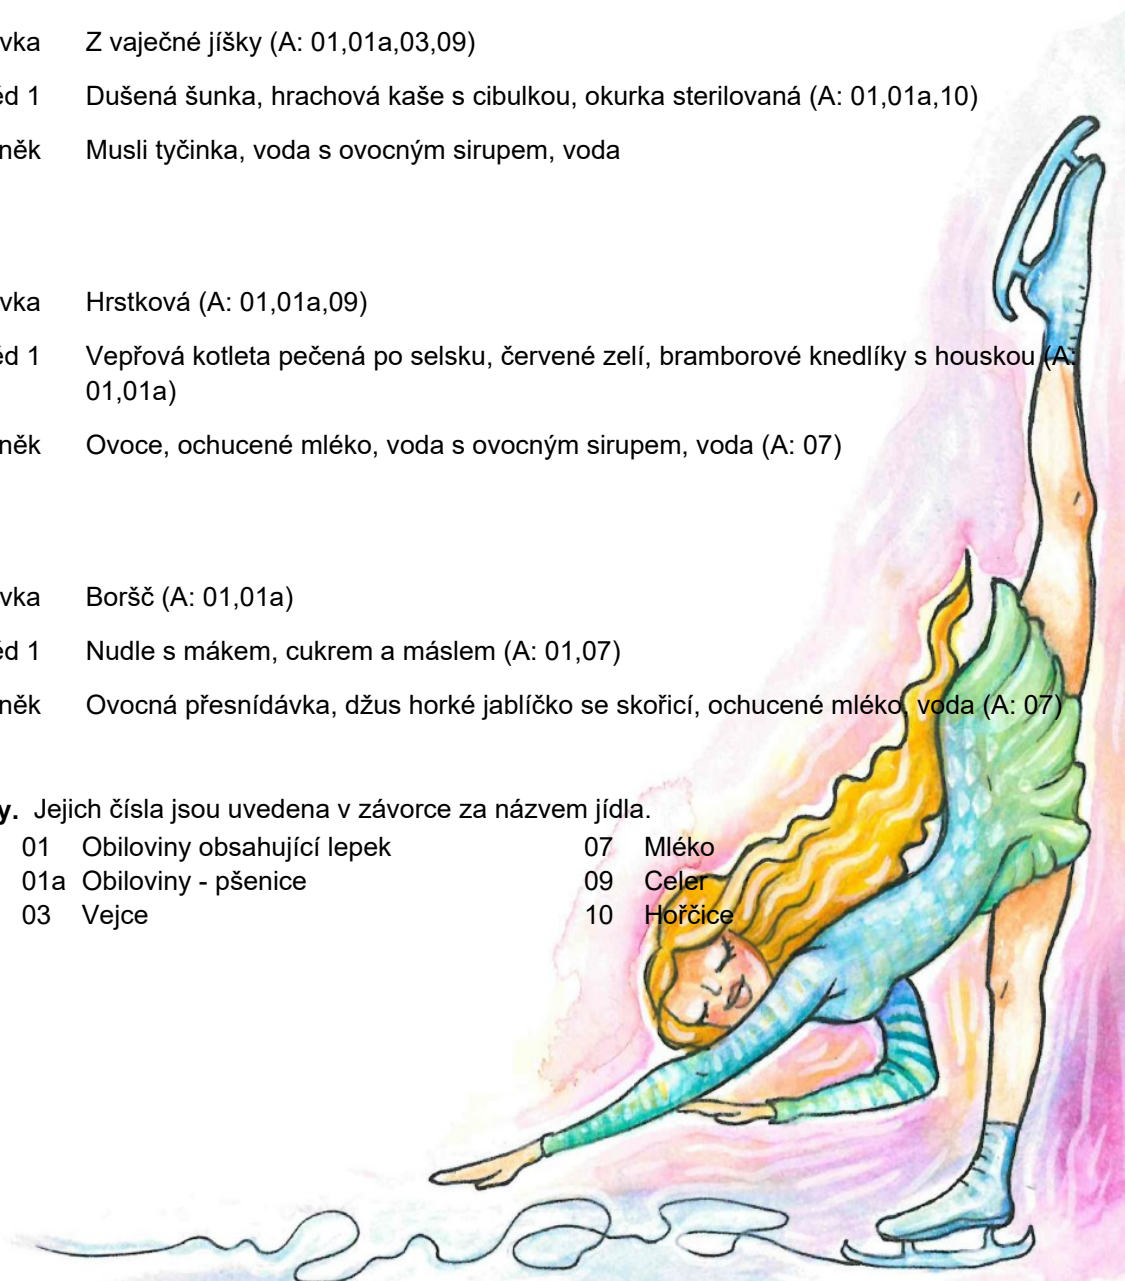 vka Z vaječné jíšky (A: 01,01a,03,09)
éd 1 Dušená šunka, hrachová kaše s cibulkou, okurka sterilovaná (A: 01,01a,10)
něk Musli tyčinka, voda s ovocným sirupem, voda
vka Hrstková (A: 01,01a,09)
éd 1 Vepřová kotleta pečená po selsku, červené zelí, bramborové knedlíky s houskou (A:
01,01a)
něk Ovoce, ochucené mléko, voda s ovocným sirupem, voda (A: 07)
vka Boršč (A: 01,01a)
éd 1 Nudle s mákem, cukrem a máslem (A: 01,07)
něk Ovocná přesnídávka, džus horké jablíčko se skořicí, ochucené mléko, voda (A: 07)
y. Jejich čísla jsou uvedena v závorce za názvem jídla.
01 Obiloviny obsahující lepek 07 Mléko
01a Obiloviny - pšenice 09 Celer
03 Vejce 10 Hořčice